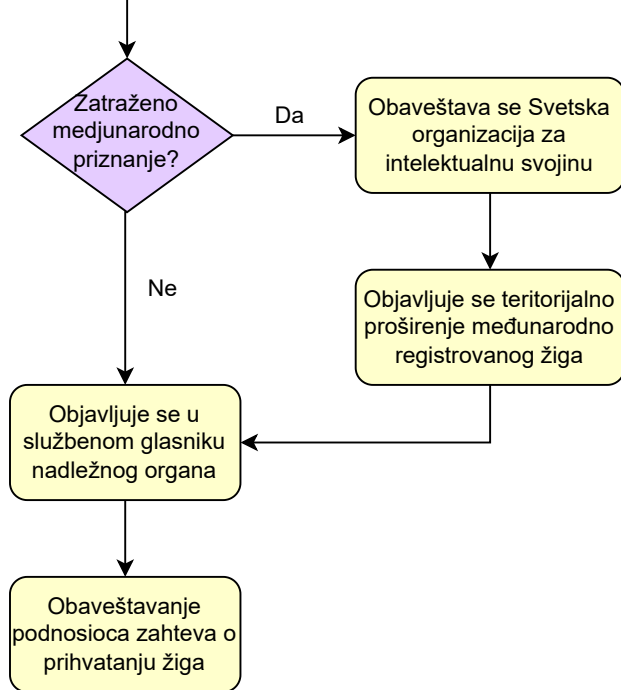 Zatraženo
medjunarodno
priznanje?
Da
Obaveštava se Svetska
organizacija za
intelektualnu svojinu
Ne
Objavljuje se teritorijalno
proširenje međunarodno
registrovanog žiga
Objavljuje se u
službenom glasniku
nadležnog organa
Obaveštavanje
podnosioca zahteva o
prihvatanju žiga